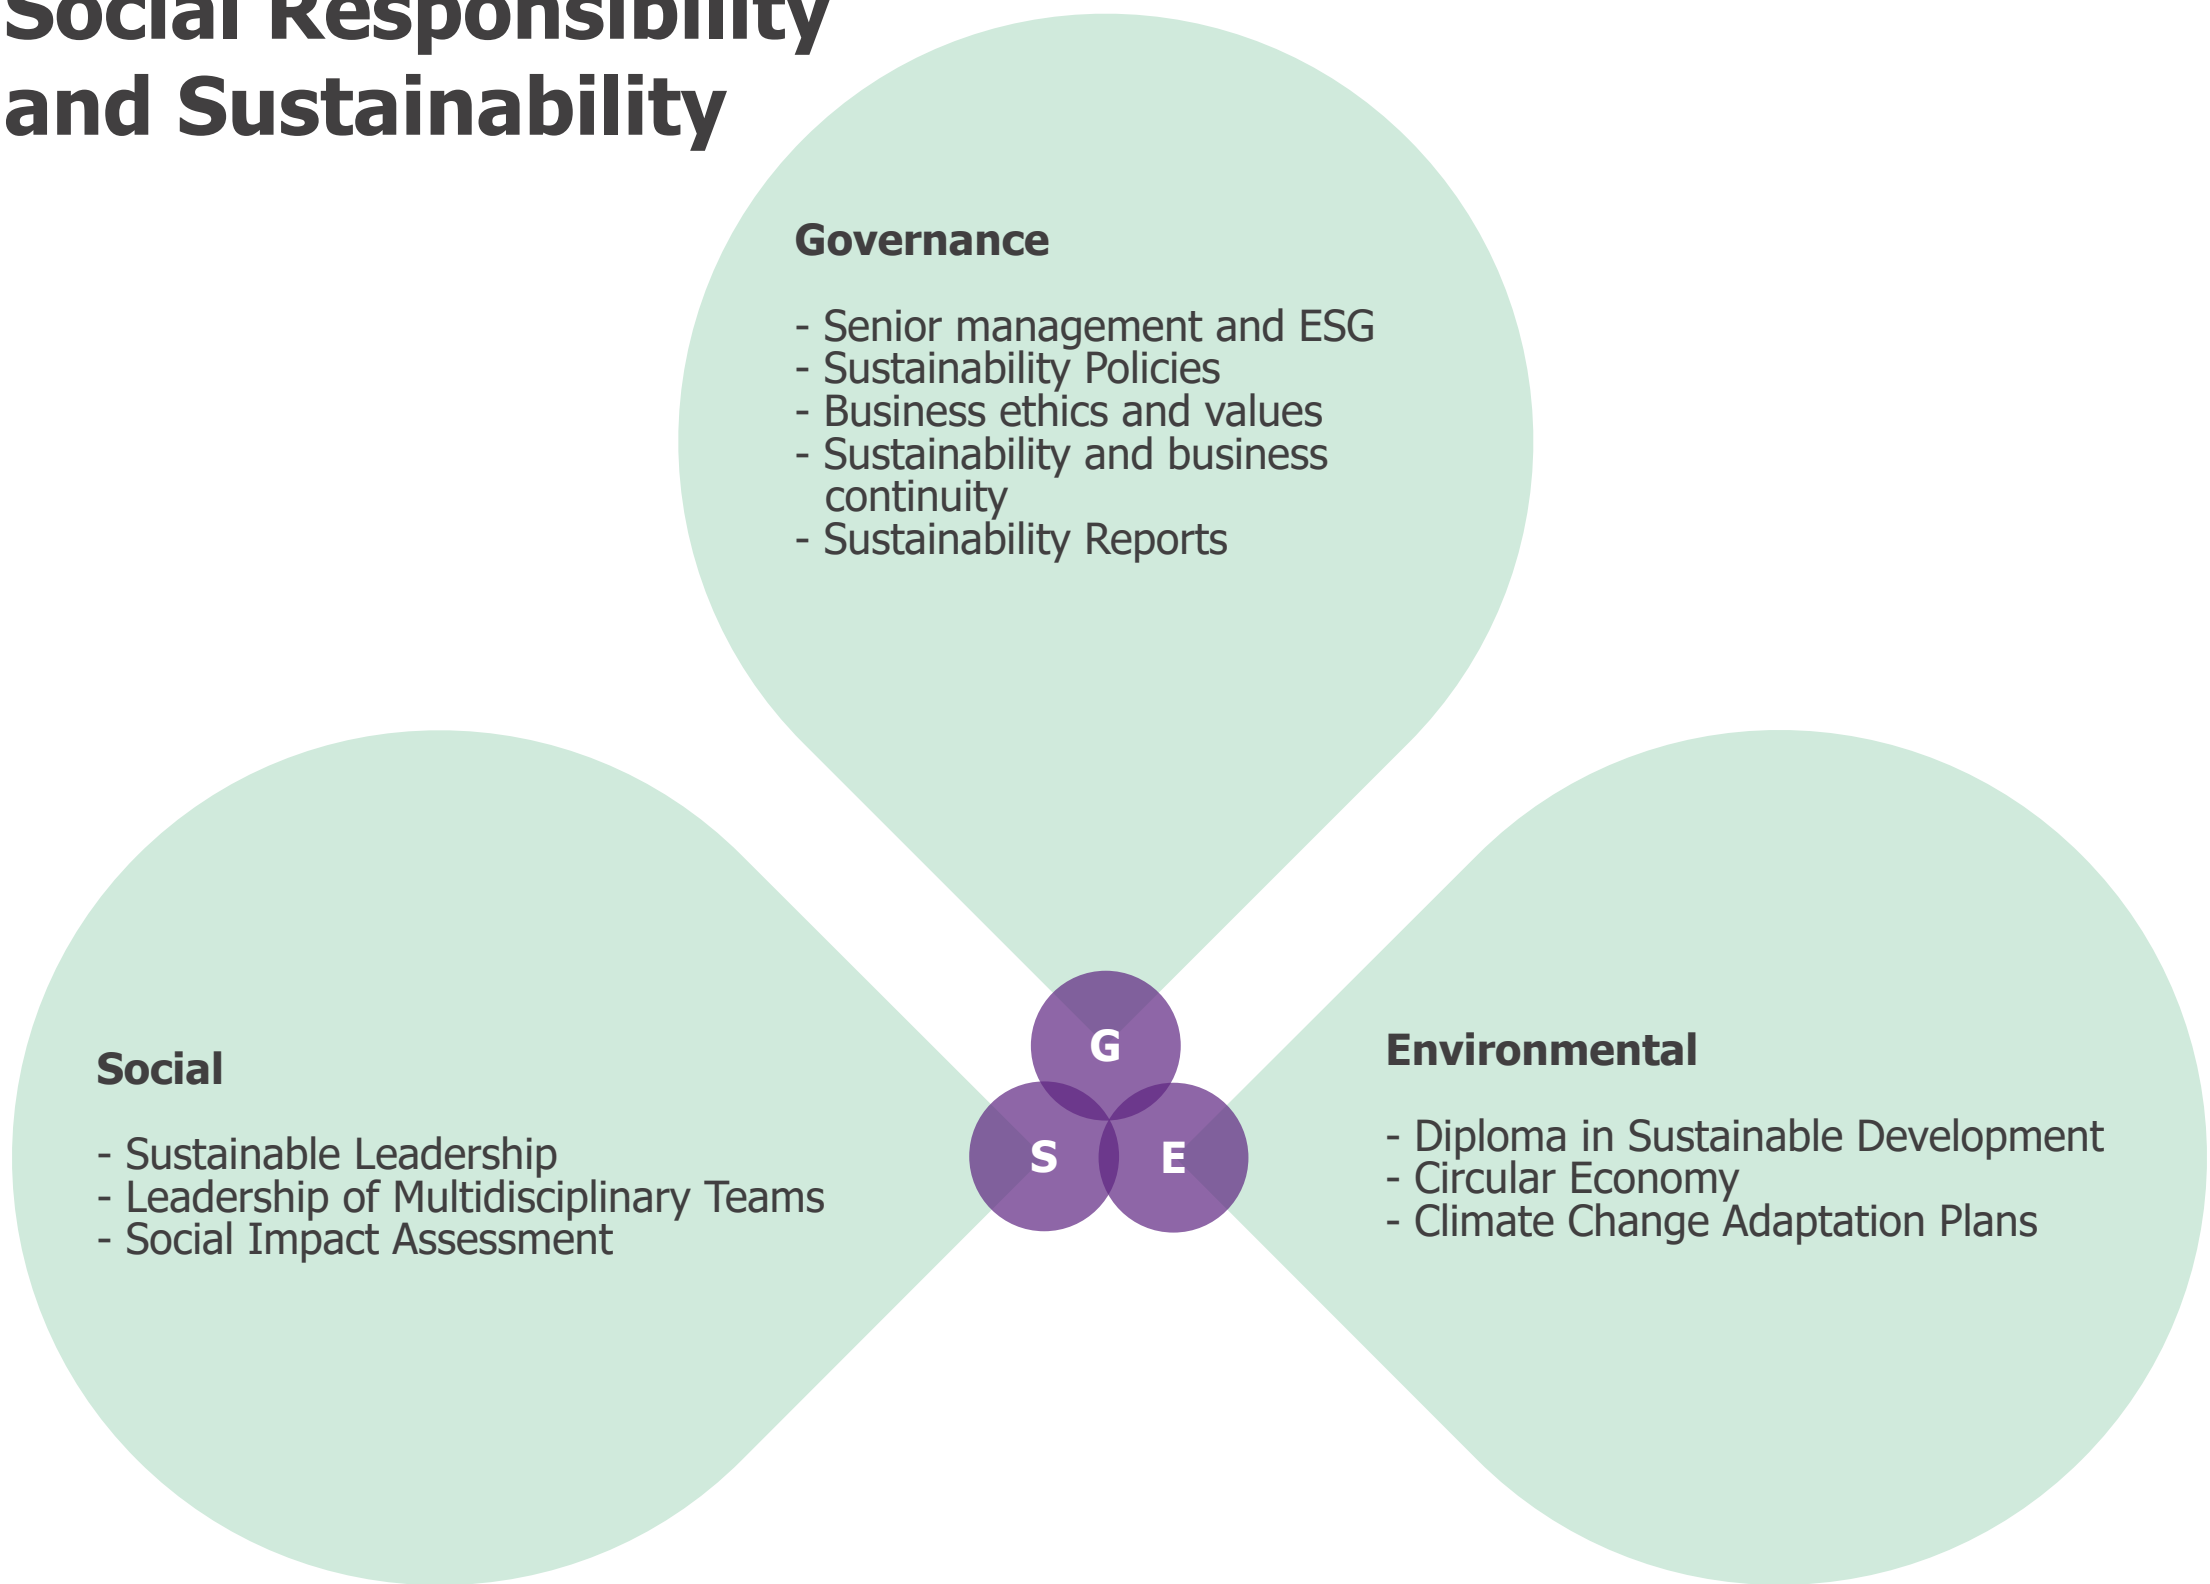 Social Responsibility
and Sustainability
Governance
- Senior management and ESG
- Sustainability Policies
- Business ethics and values
- Sustainability and business
continuity
- Sustainability Reports
G
S
E
Social
- Sustainable Leadership
- Leadership of Multidisciplinary Teams
- Social Impact Assessment
Environmental
- Diploma in Sustainable Development
- Circular Economy
- Climate Change Adaptation Plans